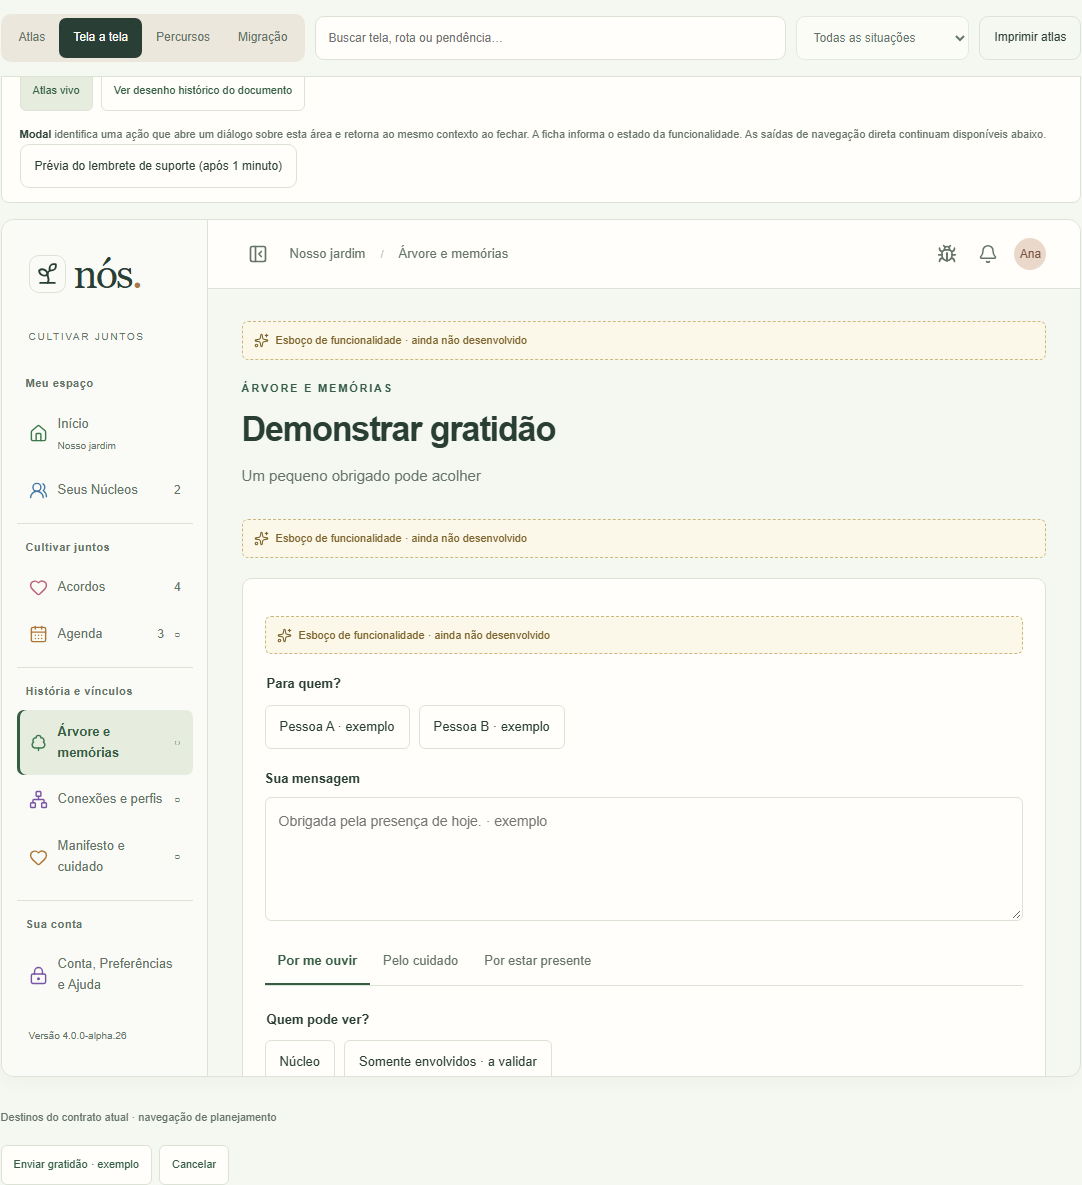 Atlas
Tela a tela
Percursos
Migração
Buscar tela, rota ou pendência...
Todas as situações
Imprimir atlas
Atlas vivo
Ver desenho histórico do documento
Modal identifica uma ação que abre um diálogo sobre esta área e retorna ao mesmo contexto ao fechar. A ficha informa o estado da funcionalidade. As saídas de navegação direta continuam disponíveis abaixo.
Prévia do lembrete de suporte (após 1 minuto)
nós.
CULTIVAR JUNTOS
Meu espaço
Início
Nosso jardim
Seus Núcleos 2
Cultivar juntos
Acordos 4
Agenda 3
História e vínculos
Árvore e
memórias
Conexões e perfis
Manifesto e
cuidado
Sua conta
Conta, Preferências
e Ajuda
Versão 4.0.0-alpha.26
Nosso jardim / Árvore e memórias
Ana
Esboço de funcionalidade · ainda não desenvolvido
ÁRVORE E MEMÓRIAS
Demonstrar gratidão
Um pequeno obrigado pode acolher
Esboço de funcionalidade · ainda não desenvolvido
Esboço de funcionalidade · ainda não desenvolvido
Para quem?
Pessoa A · exemplo
Pessoa B · exemplo
Sua mensagem
Obrigada pela presença de hoje. · exemplo
Por me ouvir
Pelo cuidado
Por estar presente
Quem pode ver?
Núcleo
Somente envolvidos · a validar
Destinos do contrato atual · navegação de planejamento
Enviar gratidão · exemplo
Cancelar